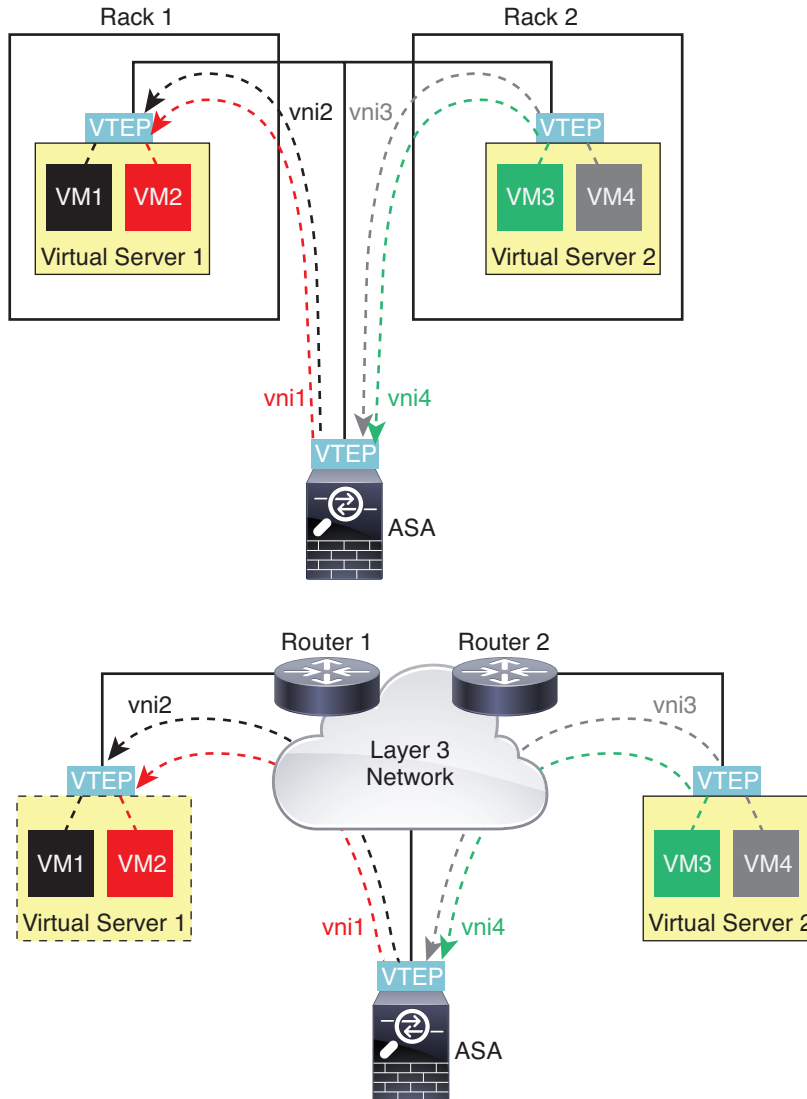 Rack 1
Rack 2
vni2
vni3
VTEP
VTEP
VM1
VM2
VM3
VM4
Virtual Server 1
Virtual Server 2
vni1
vni4
VTEP
ASA
Router 1
Router 2
vni2
vni3
Layer 3
Network
VTEP
VTEP
VM1
VM2
VM3
VM4
Virtual Server 1
Virtual Server 2
vni1
vni4
VTEP
ASA